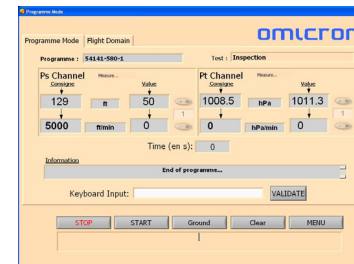 Programme Mode
omicron
Programme Mode Flight Domain
Programme : 54141-580-1 Test : Inspection
Ps Channel Measure... Pt Channel Measure...
Consigne Value Consigne Value
129 ft 50 1008.5 hPa 1011.3
1 1
5000 ft/min 0 0 hPa/min 0
Time (en s): 0
Information
End of programme...
Keyboard Input: VALIDATE
STOP START Ground Clear MENU